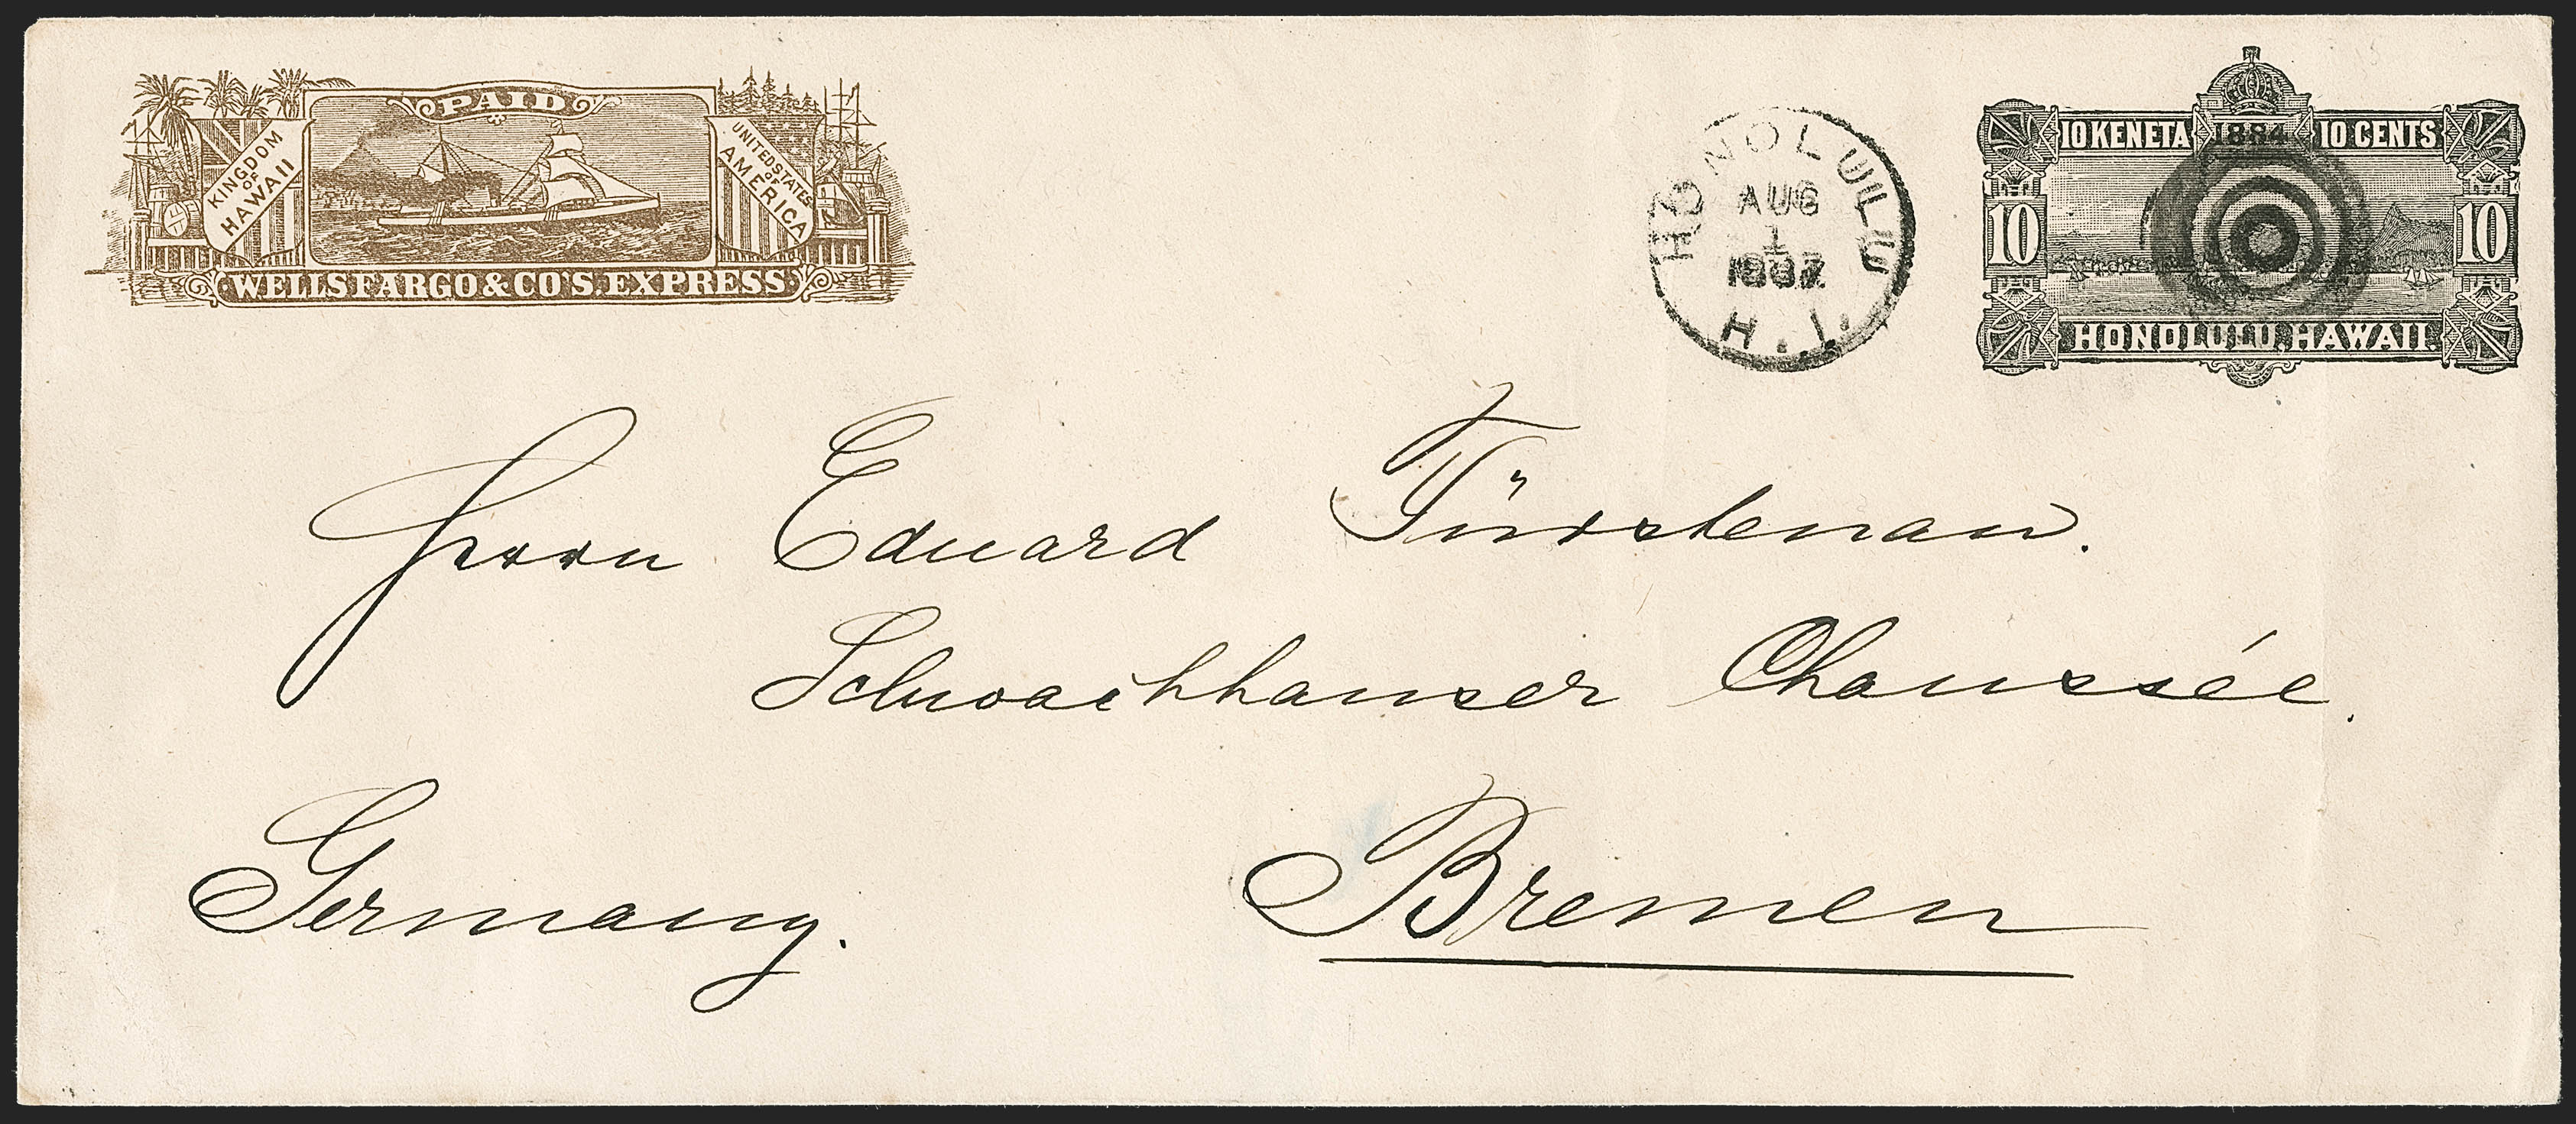 PAID
KINGDOM
OF
HAWAII
UNITED STATES
OF
AMERICA
WELLS FARGO & CO'S. EXPRESS.
HONOLULU
AUG
1
H. I.
10 KENETA 1884 10 CENTS
10 10
HONOLULU. HAWAII.
Herrn Eduard Fürstenau.
Schwachhauser Chaussée.
Germany. Bremen